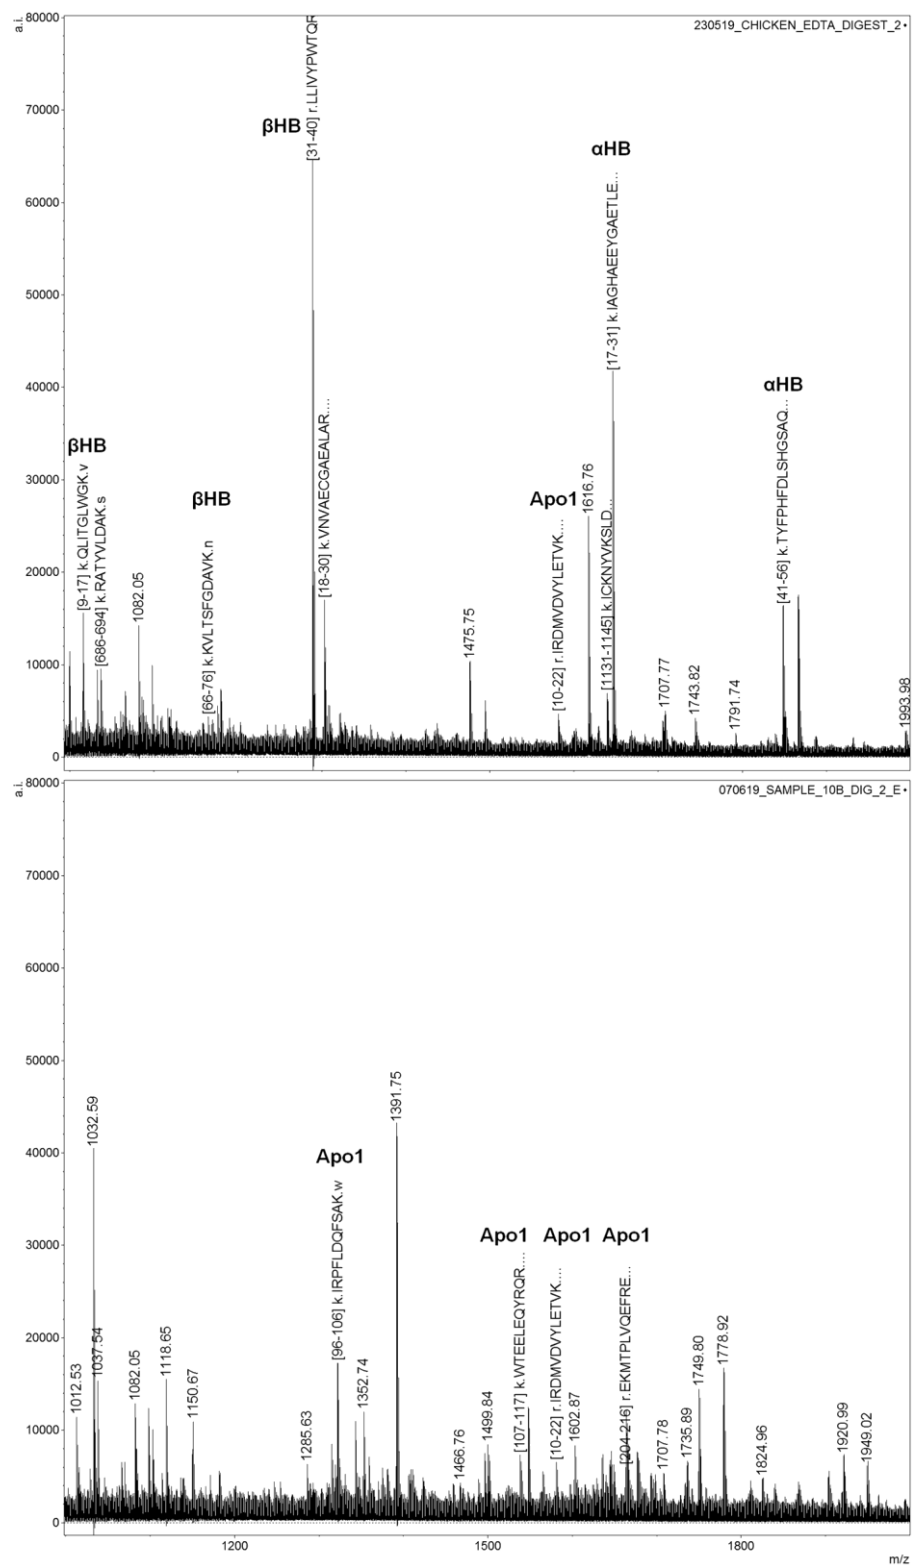 a.i.
80000
230519_CHICKEN_EDTA_DIGEST_2
70000
βHB
[31-40] r.LLIVYPWTQR
60000
αHB
[17-31] k.IAGHAEEYGAETLE...
50000
40000
αHB
[41-56] k.TYFPHFDLSHGSAQ...
βHB
[9-17] k.QLITGLWGK.v
[686-694] k.RATYVLDAK.s
30000
βHB
[66-76] k.KVLTSFGDAVK.n
[18-30] k.VNVAECGAEALAR....
Apo1
[10-22] r.IRDMVDVYLETVK....
1616.76
[1131-1145] k.ICKNYVKSLD...
20000
1082.05
1475.75
10000
1707.77
1743.82
1791.74
1993.98
0
a.i.
80000
070619_SAMPLE_10B_DIG_2_E
70000
60000
50000
1032.59
1391.75
40000
Apo1
[96-106] k.IRPFLDQFSAK.w
30000
Apo1
Apo1
Apo1
[107-117] k.WTEELEQYRQR....
[10-22] r.IRDMVDVYLETVK....
[204-216] r.EKMTPLVQEFRE...
20000
1012.53
1037.54
1082.05
1118.65
1150.67
1352.74
1749.80
1778.92
10000
1285.63
1466.76
1499.84
1602.87
1707.78
1735.89
1824.96
1920.99
1949.02
0
1200
1500
1800
m/z